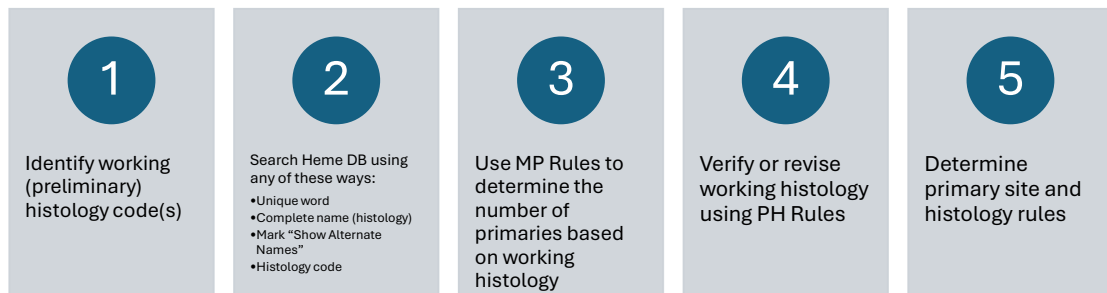 1
Identify working
(preliminary)
histology code(s)
2
Search Heme DB using
any of these ways:
•Unique word
•Complete name (histology)
•Mark “Show Alternate
Names”
•Histology code
3
Use MP Rules to
determine the
number of
primaries based
on working
histology
4
Verify or revise
working histology
using PH Rules
5
Determine
primary site and
histology rules